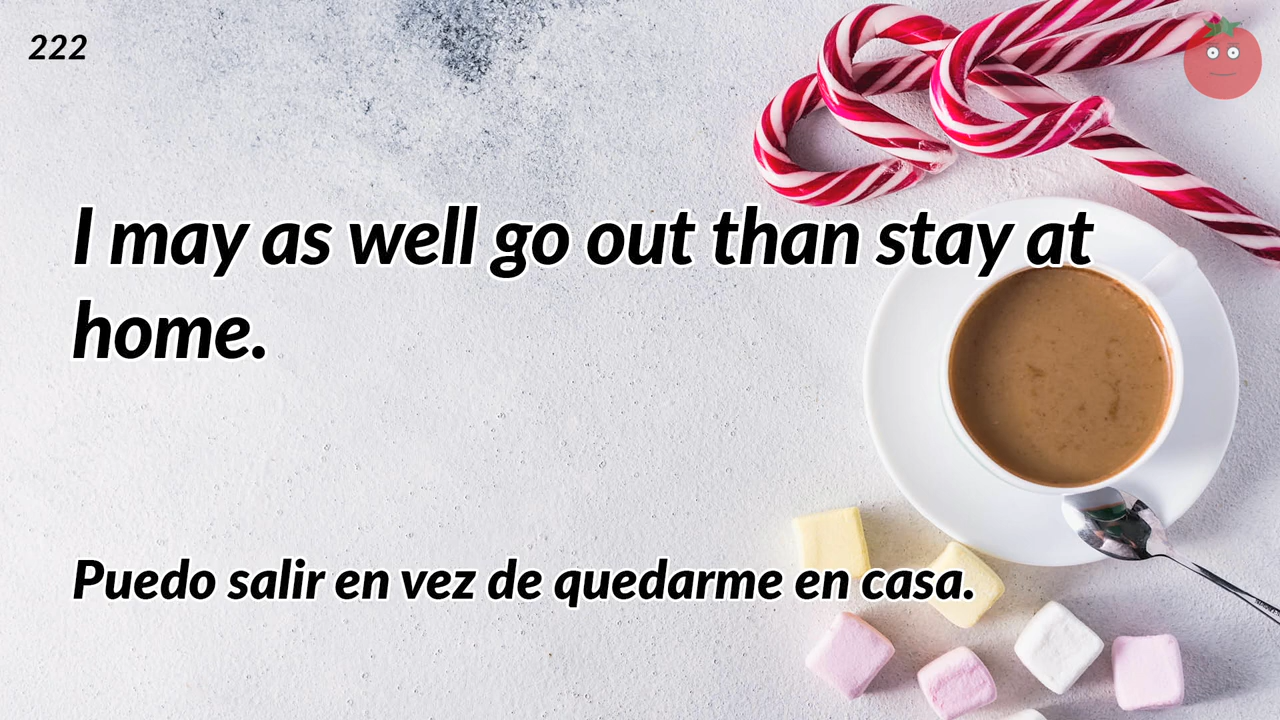 222
I may as well go out than stay at
home.
Puedo salir en vez de quedarme en casa.